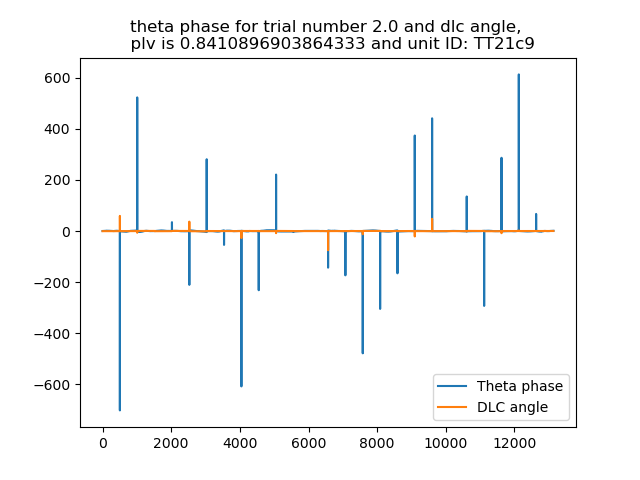 theta phase for trial number 2.0 and dlc angle,
plv is 0.8410896903864333 and unit ID: TT21c9
600
400
200
0
−200
−400
−600
Theta phase
DLC angle
0 2000 4000 6000 8000 10000 12000